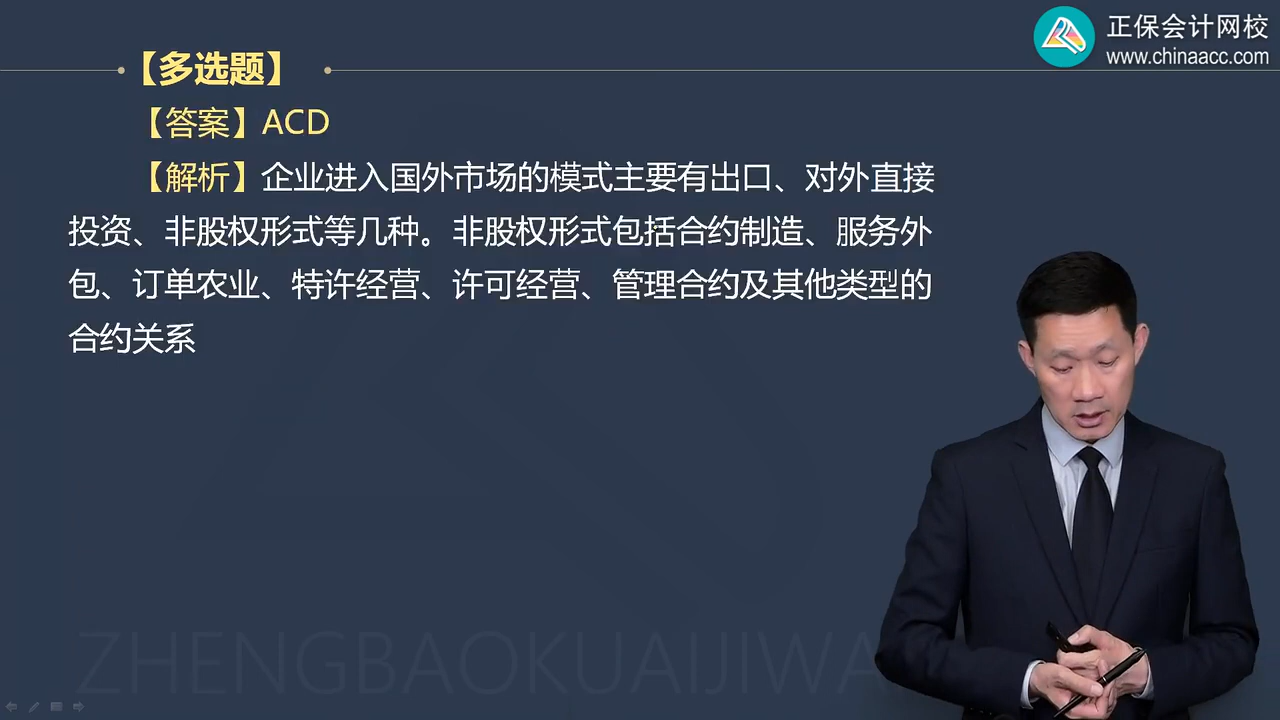 正保会计网校
www.chinaacc.com
【多选题】
【答案】ACD
【解析】企业进入国外市场的模式主要有出口、对外直接
投资、非股权形式等几种。非股权形式包括合约制造、服务外
包、订单农业、特许经营、许可经营、管理合约及其他类型的
合约关系
ZHENGBAOKUAIJIWA